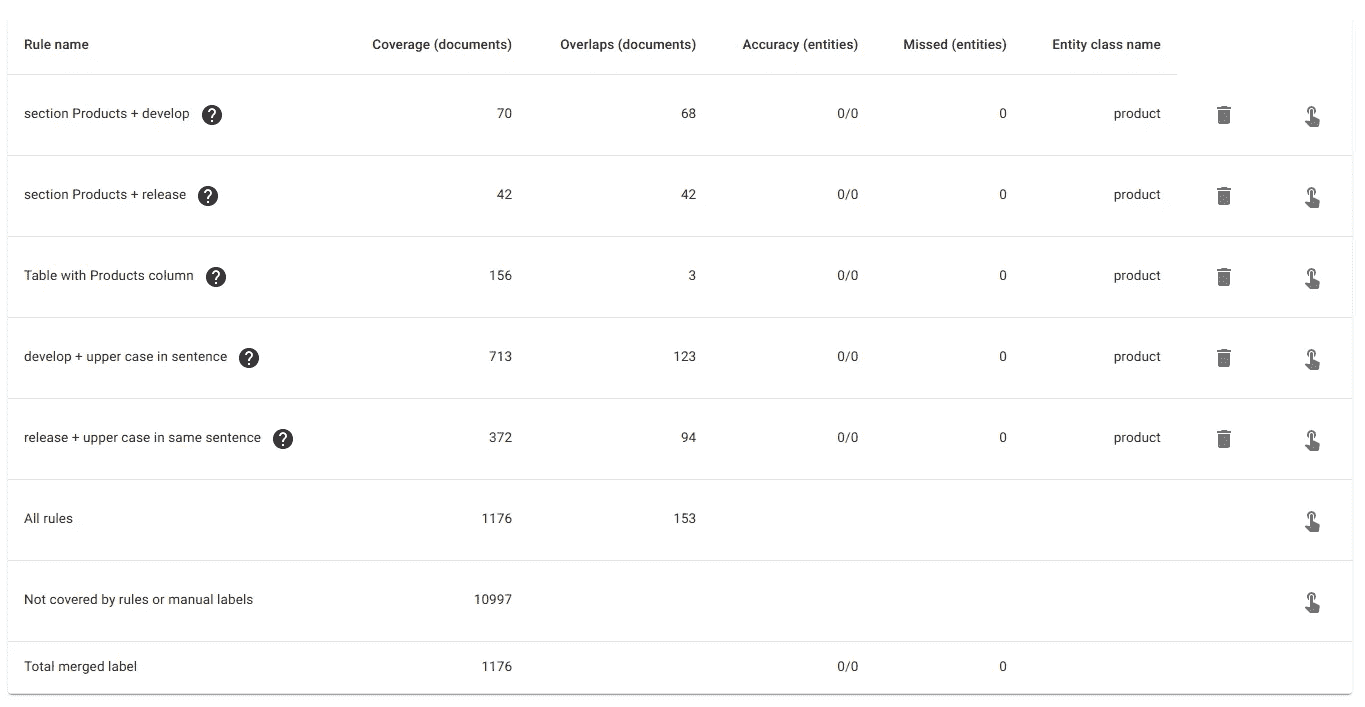 Rule name Coverage (documents) Overlaps (documents) Accuracy (entities) Missed (entities) Entity class name
section Products + develop ? 70 68 0/0 0 product
section Products + release ? 42 42 0/0 0 product
Table with Products column ? 156 3 0/0 0 product
develop + upper case in sentence ? 713 123 0/0 0 product
release + upper case in same sentence ? 372 94 0/0 0 product
All rules 1176 153
Not covered by rules or manual labels 10997
Total merged label 1176 0/0 0